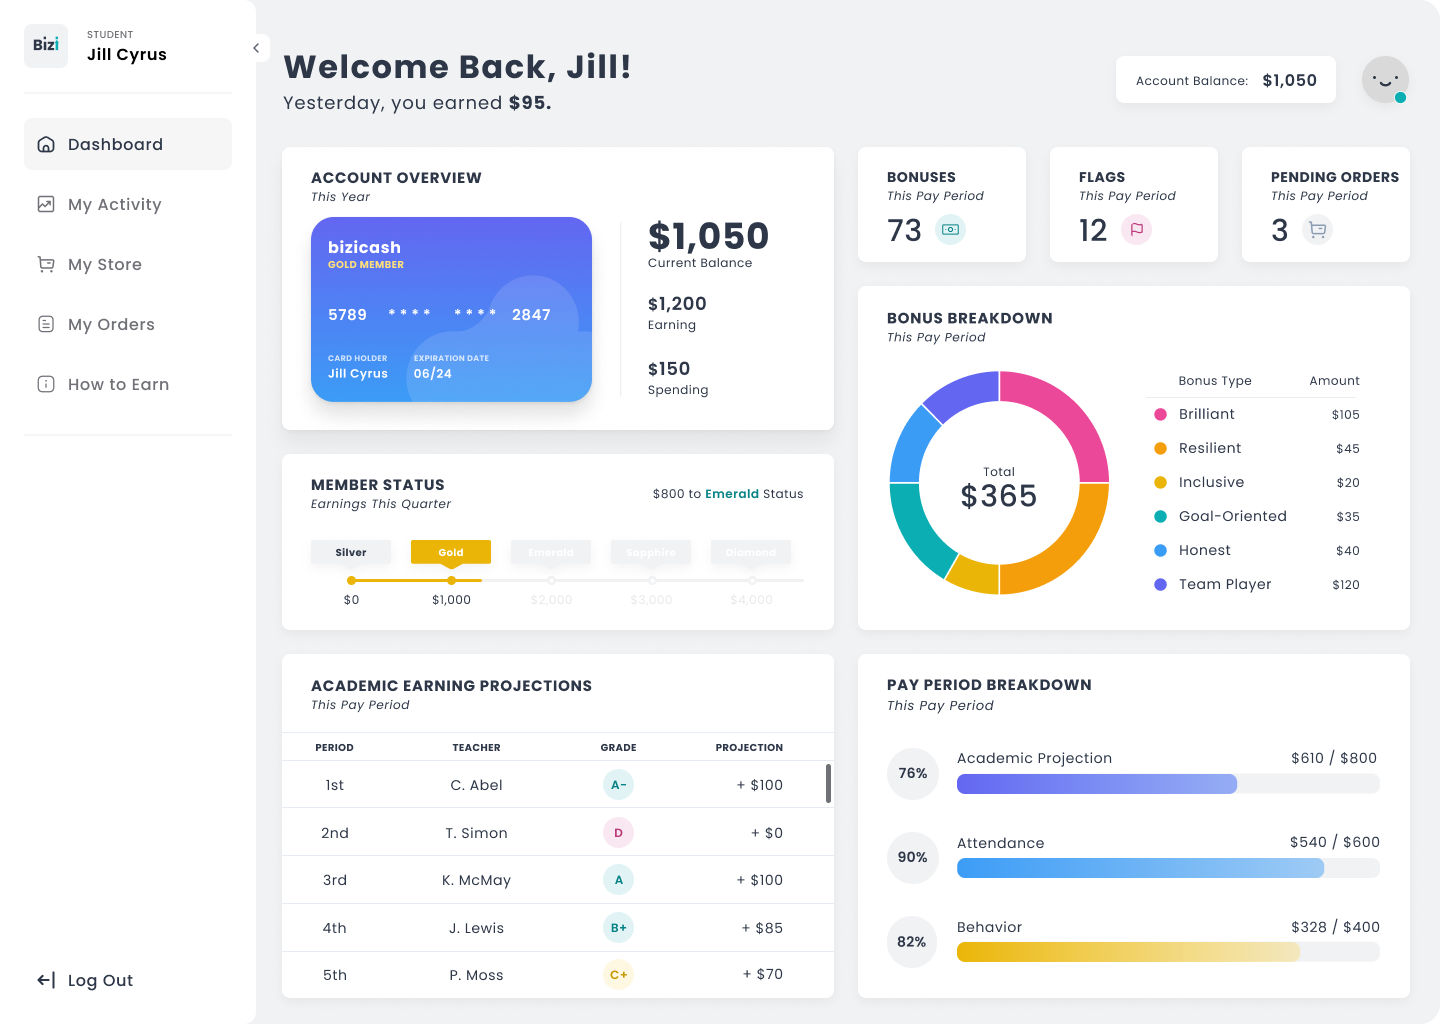 Bizi
STUDENT
Jill Cyrus
Dashboard
My Activity
My Store
My Orders
How to Earn
Log Out
Welcome Back, Jill!
Yesterday, you earned $95.
Account Balance: $1,050
ACCOUNT OVERVIEW
This Year
bizicash
GOLD MEMBER
5789 **** **** 2847
CARD HOLDER EXPIRATION DATE
Jill Cyrus 06/24
$1,050
Current Balance
$1,200
Earning
$150
Spending
BONUSES
This Pay Period
73
FLAGS
This Pay Period
12
PENDING ORDERS
This Pay Period
3
MEMBER STATUS
Earnings This Quarter
$800 to Emerald Status
Silver Gold Emerald Sapphire Diamond
$0 $1,000 $2,000 $3,000 $4,000
BONUS BREAKDOWN
This Pay Period
Total
$365
Bonus Type Amount
Brilliant $105
Resilient $45
Inclusive $20
Goal-Oriented $35
Honest $40
Team Player $120
ACADEMIC EARNING PROJECTIONS
This Pay Period
PERIOD TEACHER GRADE PROJECTION
1st C. Abel A- + $100
2nd T. Simon D + $0
3rd K. McMay A + $100
4th J. Lewis B+ + $85
5th P. Moss C+ + $70
PAY PERIOD BREAKDOWN
This Pay Period
76% Academic Projection $610 / $800
90% Attendance $540 / $600
82% Behavior $328 / $400